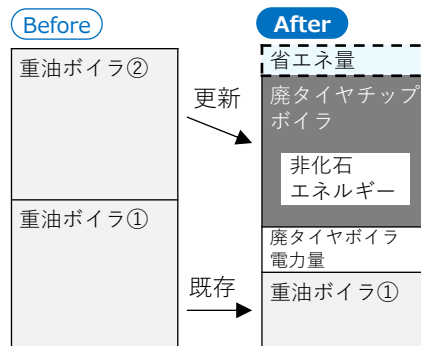 Before
After
重油ボイラ②
省エネ量
廃タイヤチップ
ボイラ
更新
非化石
エネルギー
重油ボイラ①
廃タイヤボイラ
電力量
既存
重油ボイラ①